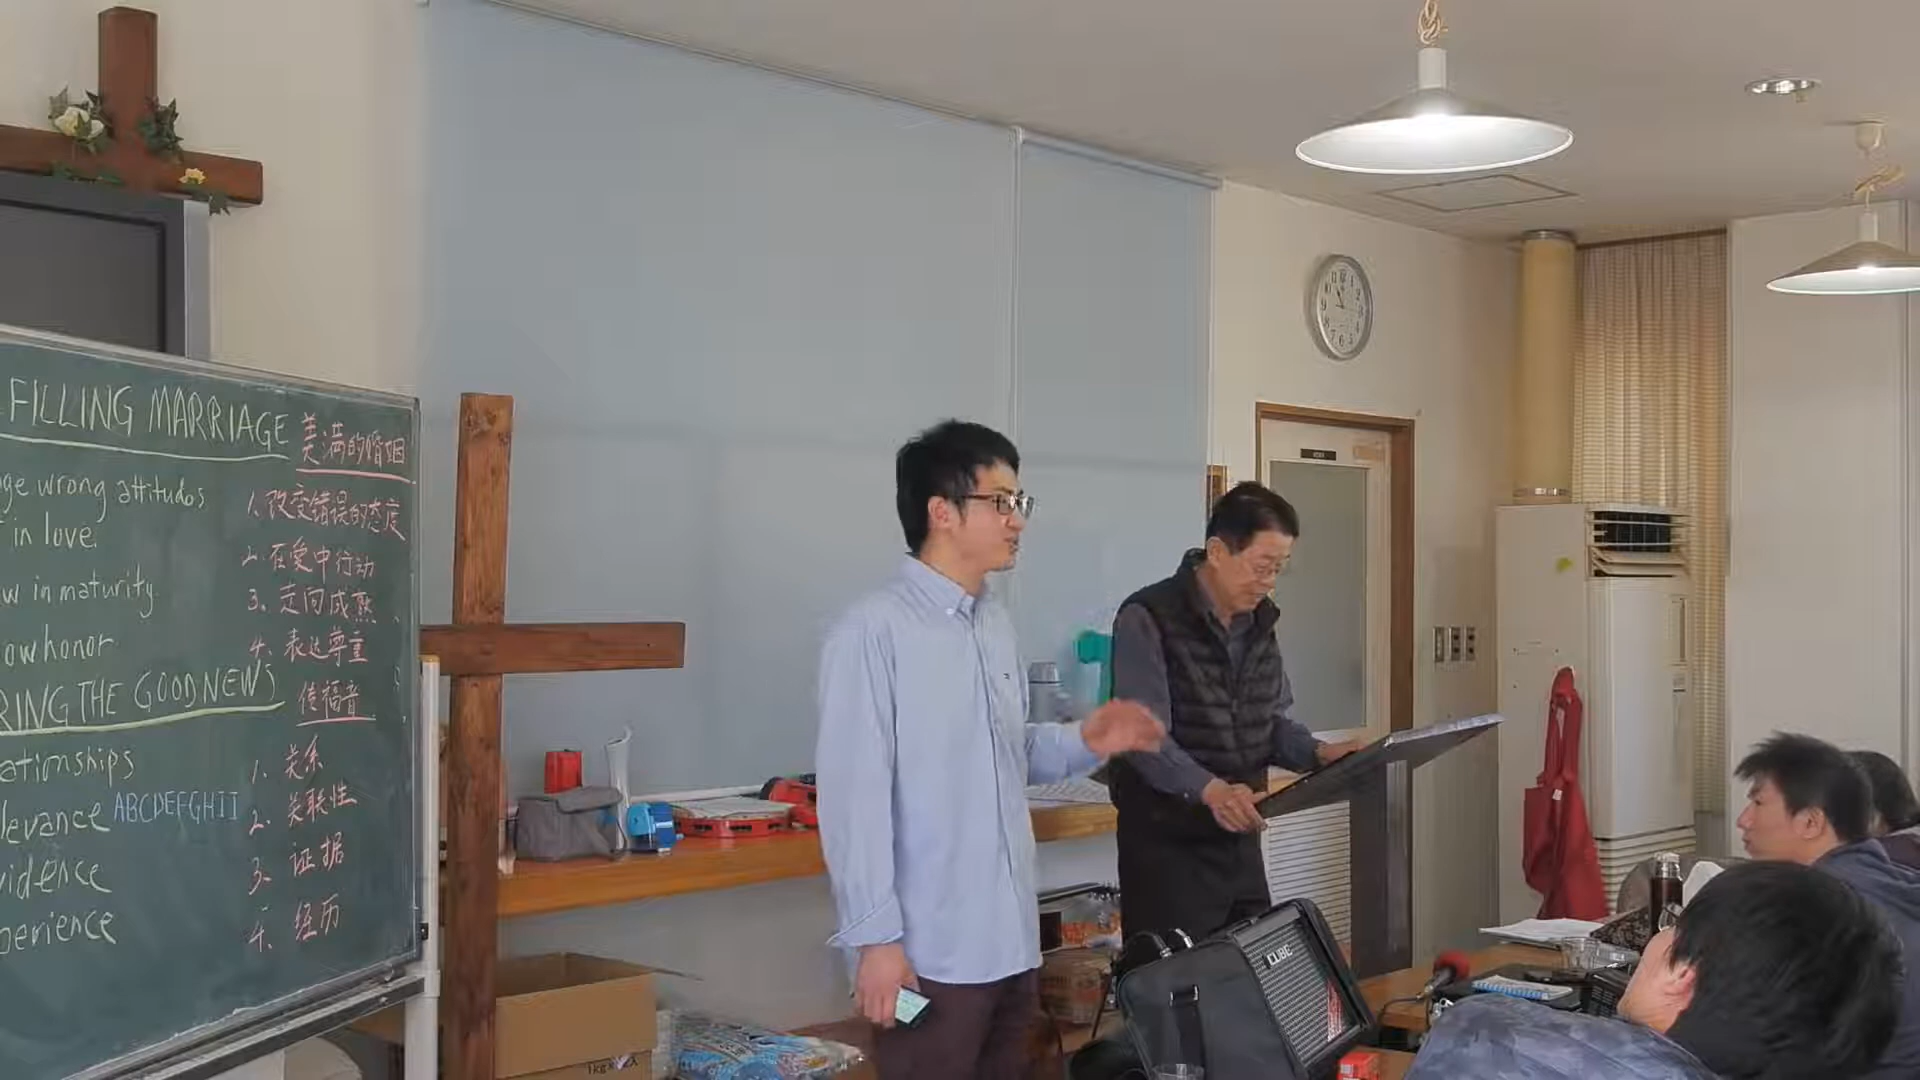 FILLING MARRIAGE 美满的婚姻
ge wrong attitudes 1. 改变错误的态度
in love. 2. 在爱中行动
w in maturity. 3. 走向成熟
ow honor 4. 表达尊重
RING THE GOOD NEWS 传福音
ationships 1. 关系
levance ABCDEFGHIJ 2. 关联性
vidence 3. 证据
perience 4. 经历
CUBE